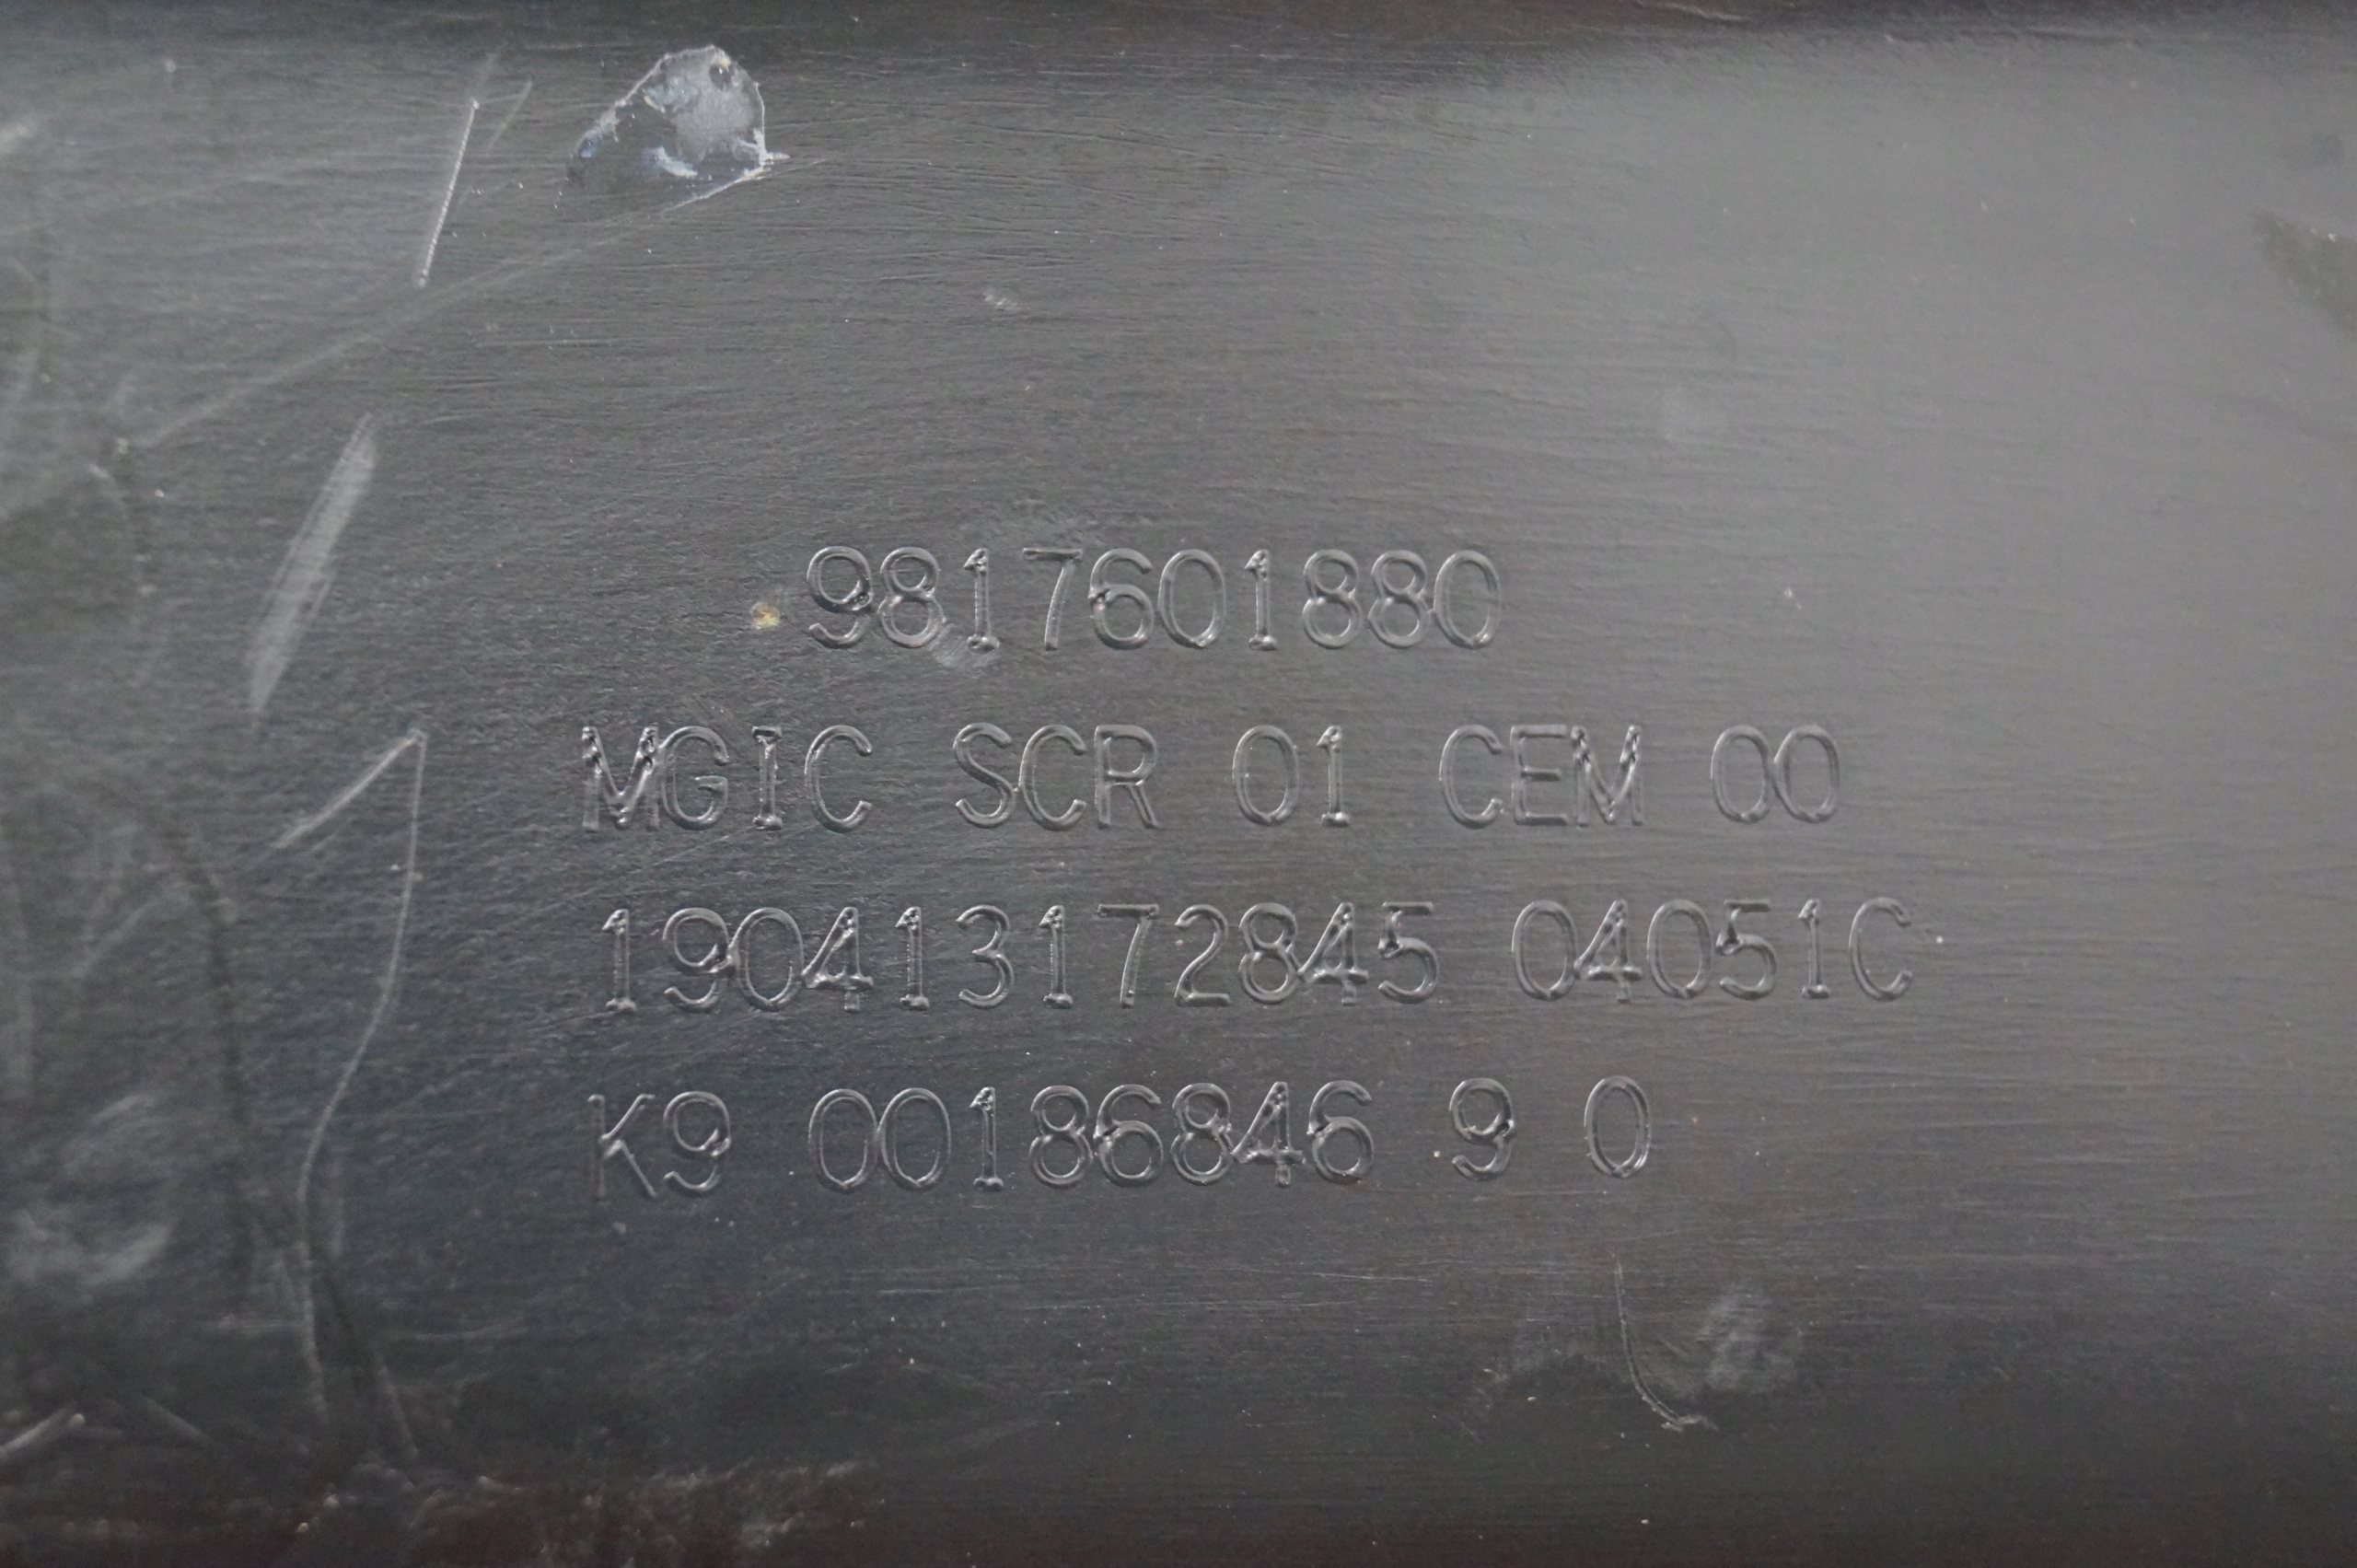 9817601880
MGIC SCR 01 CEM 00
190413172845 04051C
K9 00186846 9 0